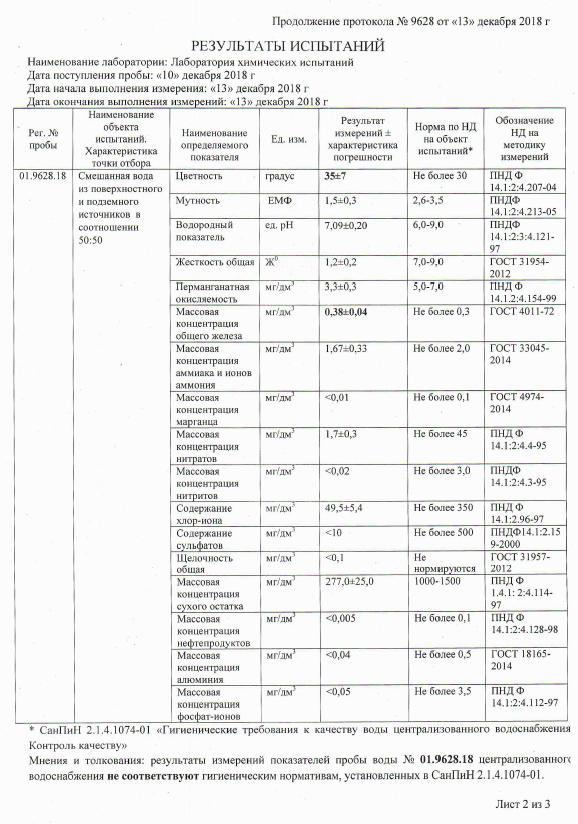 Продолжение протокола № 9628 от «13» декабря 2018 г
РЕЗУЛЬТАТЫ ИСПЫТАНИЙ
Наименование лаборатории: Лаборатория химических испытаний
Дата поступления пробы: «10» декабря 2018 г
Дата начала выполнения измерения: «13» декабря 2018 г
Дата окончания выполнения измерений: «13» декабря 2018 г
Рег. №
пробы
Наименование
объекта
испытаний.
Характеристика
точки отбора
Наименование
определяемого
показателя
Ед. изм.
Результат
измерений ±
характеристика
погрешности
Норма по НД
на объект
испытаний*
Обозначение
НД на
методику
измерений
01.9628.18
Смешанная вода
из поверхностного
и подземного
источников в
соотношении
50:50
Цветность градус 35±7 Не более 30 ПНД Ф
14.1:2:4.207-04
Мутность ЕМФ 1,5±0,3 2,6-3,5 ПНДФ
14.1:2:4.213-05
Водородный ед. рН 7,09±0,20 6,0-9,0 ПНДФ
показатель 14.1:2:3:4.121-
97
Жесткость общая Ж⁰ 1,2±0,2 7,0-9,0 ГОСТ 31954-
2012
Перманганатная мг/дм³ 3,3±0,3 5,0-7,0 ПНД Ф
окисляемость 14.1.2:4.154-99
Массовая мг/дм³ 0,38±0,04 Не более 0,3 ГОСТ 4011-72
концентрация
общего железа
Массовая мг/дм³ 1,67±0,33 Не более 2,0 ГОСТ 33045-
концентрация 2014
аммиака и ионов
аммония
Массовая мг/дм³ <0,01 Не более 0,1 ГОСТ 4974-
концентрация 2014
марганца
Массовая мг/дм³ 1,7±0,3 Не более 45 ПНД Ф
концентрация 14.1:2:4.4-95
нитратов
Массовая мг/дм³ <0,02 Не более 3,0 ПНДФ
концентрация 14.1:2:4.3-95
нитритов
Содержание мг/дм³ 49,5±5,4 Не более 350 ПНД Ф
хлор-иона 14.1:2.96-97
Содержание мг/дм³ <10 Не более 500 ПНДФ14.1:2.15
сульфатов 9-2000
Щелочность мг/дм³ <0,1 Не ГОСТ 31957-
общая нормируются 2012
Массовая мг/дм³ 277,0±25,0 1000-1500 ПНД Ф
концентрация 1.4.1: 2:4.114-
сухого остатка 97
Массовая мг/дм³ <0,005 Не более 0,1 ПНД Ф
концентрация 14.1:2:4.128-98
нефтепродуктов
Массовая мг/дм³ <0,04 Не более 0,5 ГОСТ 18165-
концентрация 2014
алюминия
Массовая мг/дм³ <0,05 Не более 3,5 ПНД Ф
концентрация 14.1:2:4.112-97
фосфат-ионов
* СанПиН 2.1.4.1074-01 «Гигиенические требования к качеству воды централизованного водоснабжения
Контроль качеству»
Мнения и толкования: результаты измерений показателей пробы воды № 01.9628.18 централизованного
водоснабжения не соответствуют гигиеническим нормативам, установленных в СанПиН 2.1.4.1074-01.
Лист 2 из 3